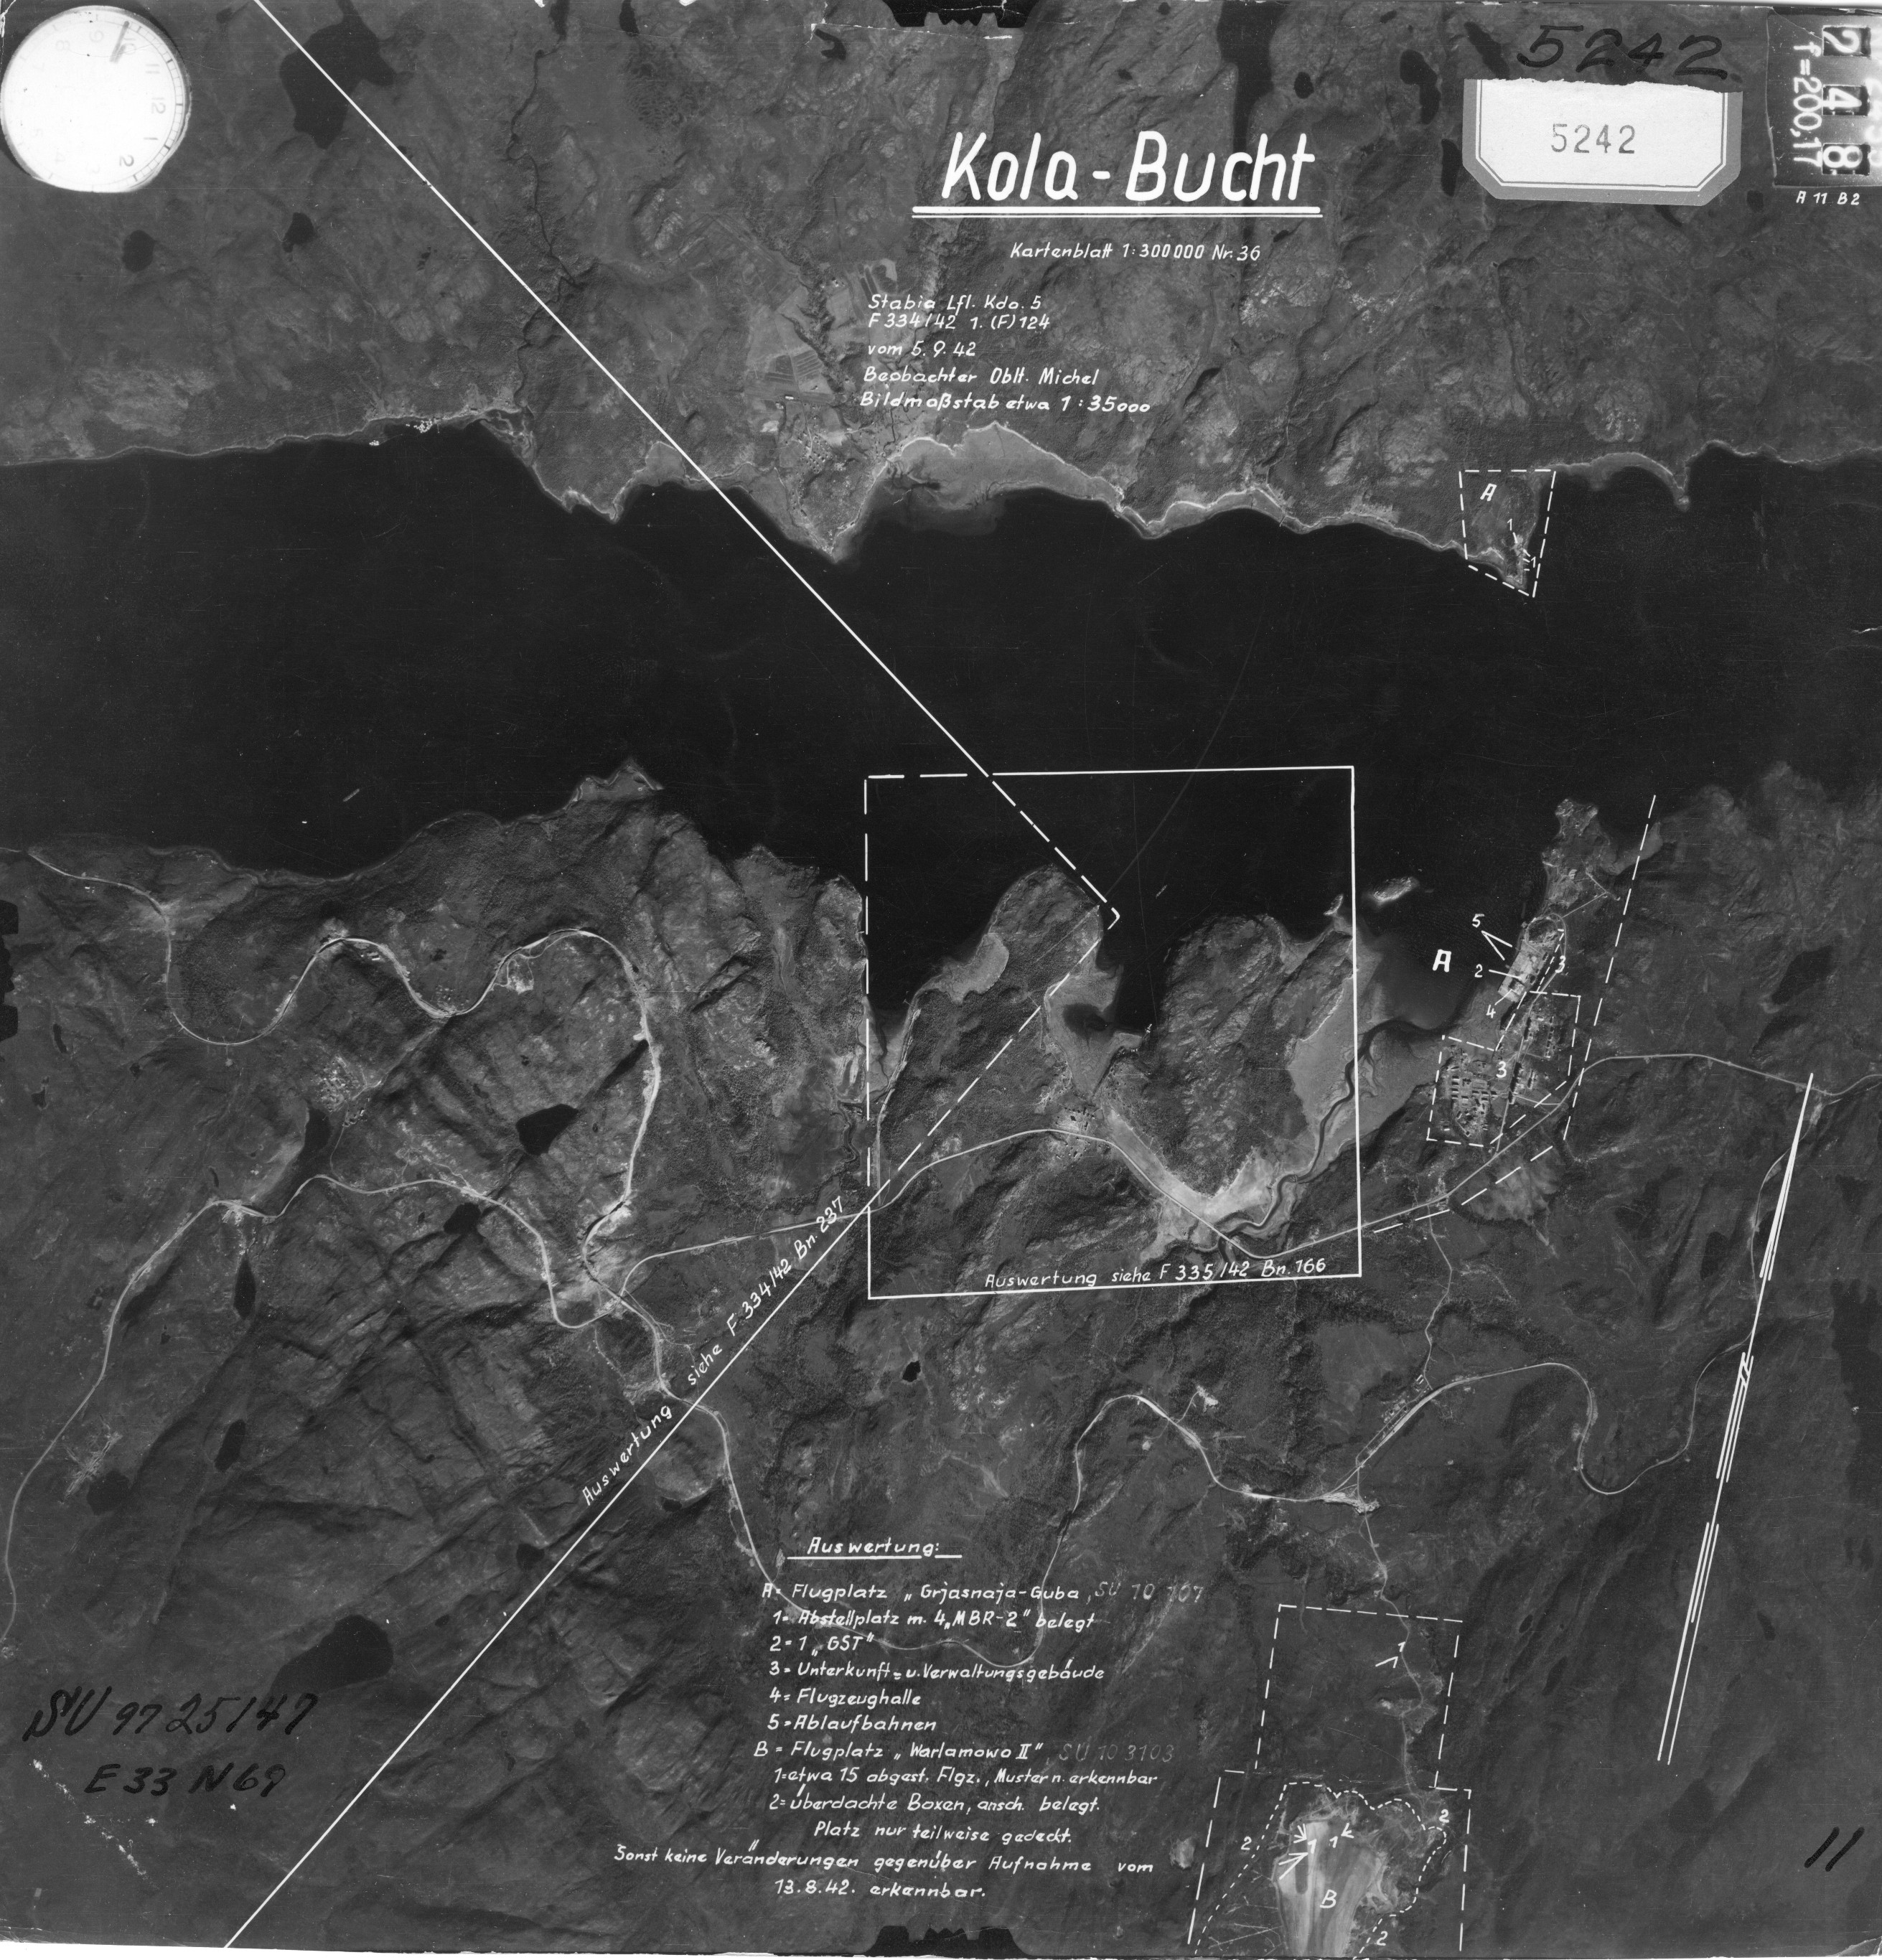 5242
5242
248
f=200,17
A 11 B2
Kola-Bucht
Kartenblatt 1:300000 Nr. 36
Stabia Lfl. Kdo. 5
F 334/42 1. (F) 124
vom 5. 9. 42
Beobachter Oblt. Michel
Bildmaßstab etwa 1:35000
A
1
1
5
A
2
3
4
3
Auswertung siehe F 334/42 Bn. 237
Auswertung siehe F 335/42 Bn. 166
Auswertung:
A= Flugplatz „Grjasnaja-Guba, SU 10 107
1= Abstellplatz m. 4 „MBR-2" belegt
2= 1 „GST"
3= Unterkunft= u. Verwaltungsgebäude
4= Flugzeughalle
5=Ablaufbahnen
B = Flugplatz „Warlamowo II", SU 10 3103
1=etwa 15 abgest. Flgz., Muster n. erkennbar
2= überdachte Boxen, ansch. belegt.
Platz nur teilweise gedeckt.
Sonst keine Veränderungen gegenüber Aufnahme vom
13.8.42. erkennbar.
SU 97 25/147
E 33 N 69
1
2
2
1
1
B
2
11